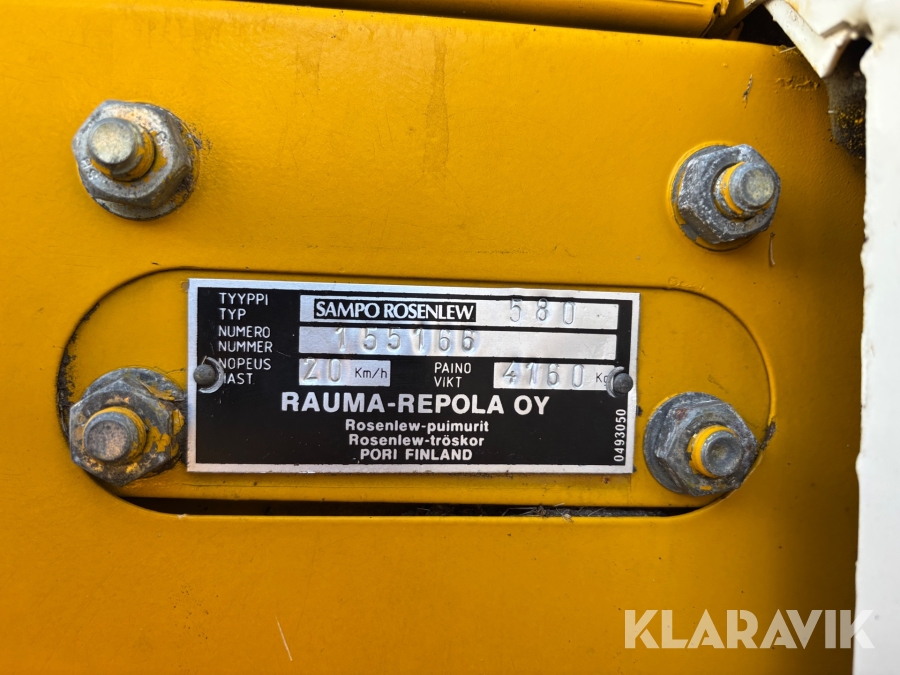 TYYPPI
TYP SAMPO ROSENLEW 580
NUMERO
NUMMER 155166
NOPEUS
HAST. 20 Km/h PAINO
VIKT 4160 Kg
RAUMA-REPOLA OY
Rosenlew-puimurit
Rosenlew-tröskor
PORI FINLAND
0493050
KLARAVIK